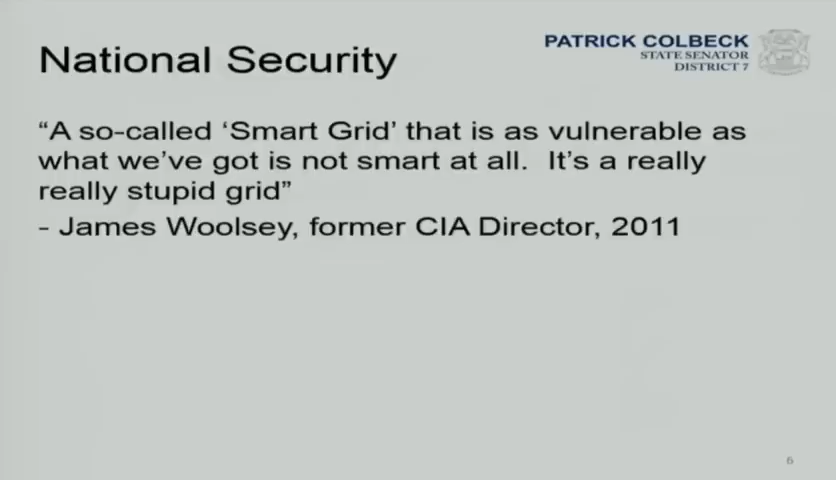 PATRICK COLBECK
STATE SENATOR
DISTRICT 7
National Security
“A so-called ‘Smart Grid’ that is as vulnerable as
what we’ve got is not smart at all.  It’s a really
really stupid grid”
- James Woolsey, former CIA Director, 2011
6